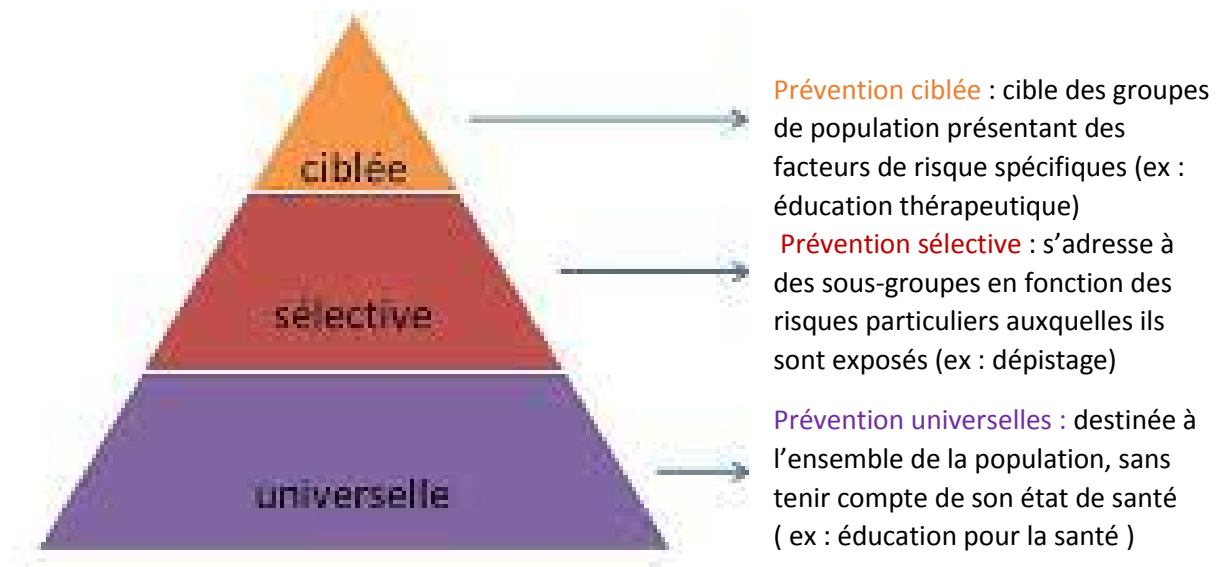 ciblée
sélective
universelle
Prévention ciblée : cible des groupes
de population présentant des
facteurs de risque spécifiques (ex :
éducation thérapeutique)
Prévention sélective : s’adresse à
des sous-groupes en fonction des
risques particuliers auxquelles ils
sont exposés (ex : dépistage)
Prévention universelles : destinée à
l’ensemble de la population, sans
tenir compte de son état de santé
( ex : éducation pour la santé )